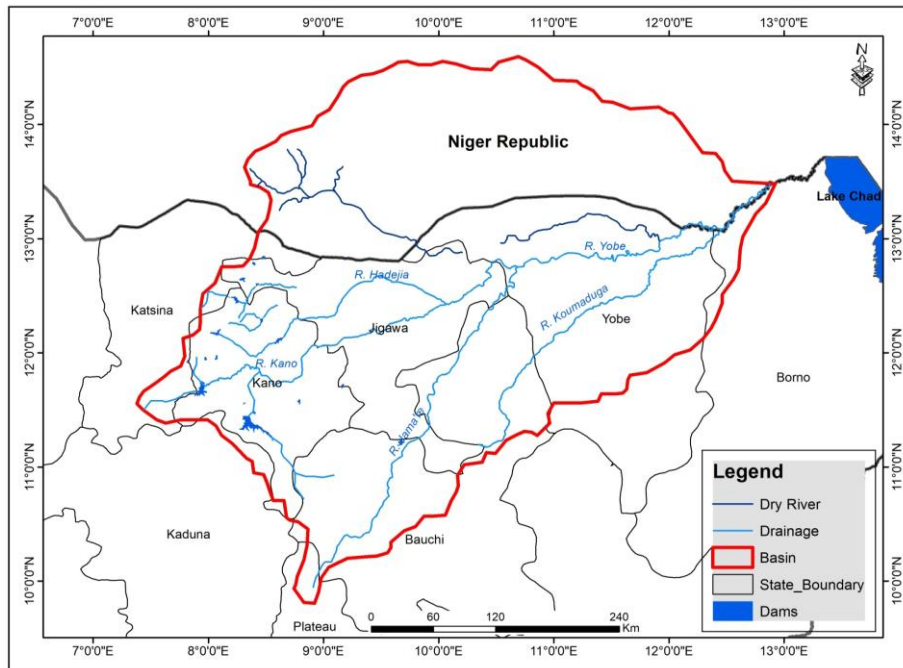 7°0'0"E 8°0'0"E 9°0'0"E 10°0'0"E 11°0'0"E 12°0'0"E 13°0'0"E
N
14°0'0"N 14°0'0"N
Niger Republic
Lake Chad
13°0'0"N 13°0'0"N
R. Yobe
R. Hadejia
Katsina
R. Koumaduga
Yobe
Jigawa
12°0'0"N 12°0'0"N
R. Kano
Kano
Borno
R. Jama'are
11°0'0"N 11°0'0"N
Legend
Dry River
Drainage
Kaduna
Bauchi
Basin
State_Boundary
10°0'0"N 10°0'0"N
Dams
Plateau
0 60 120 240
Km
7°0'0"E 8°0'0"E 9°0'0"E 10°0'0"E 11°0'0"E 12°0'0"E 13°0'0"E